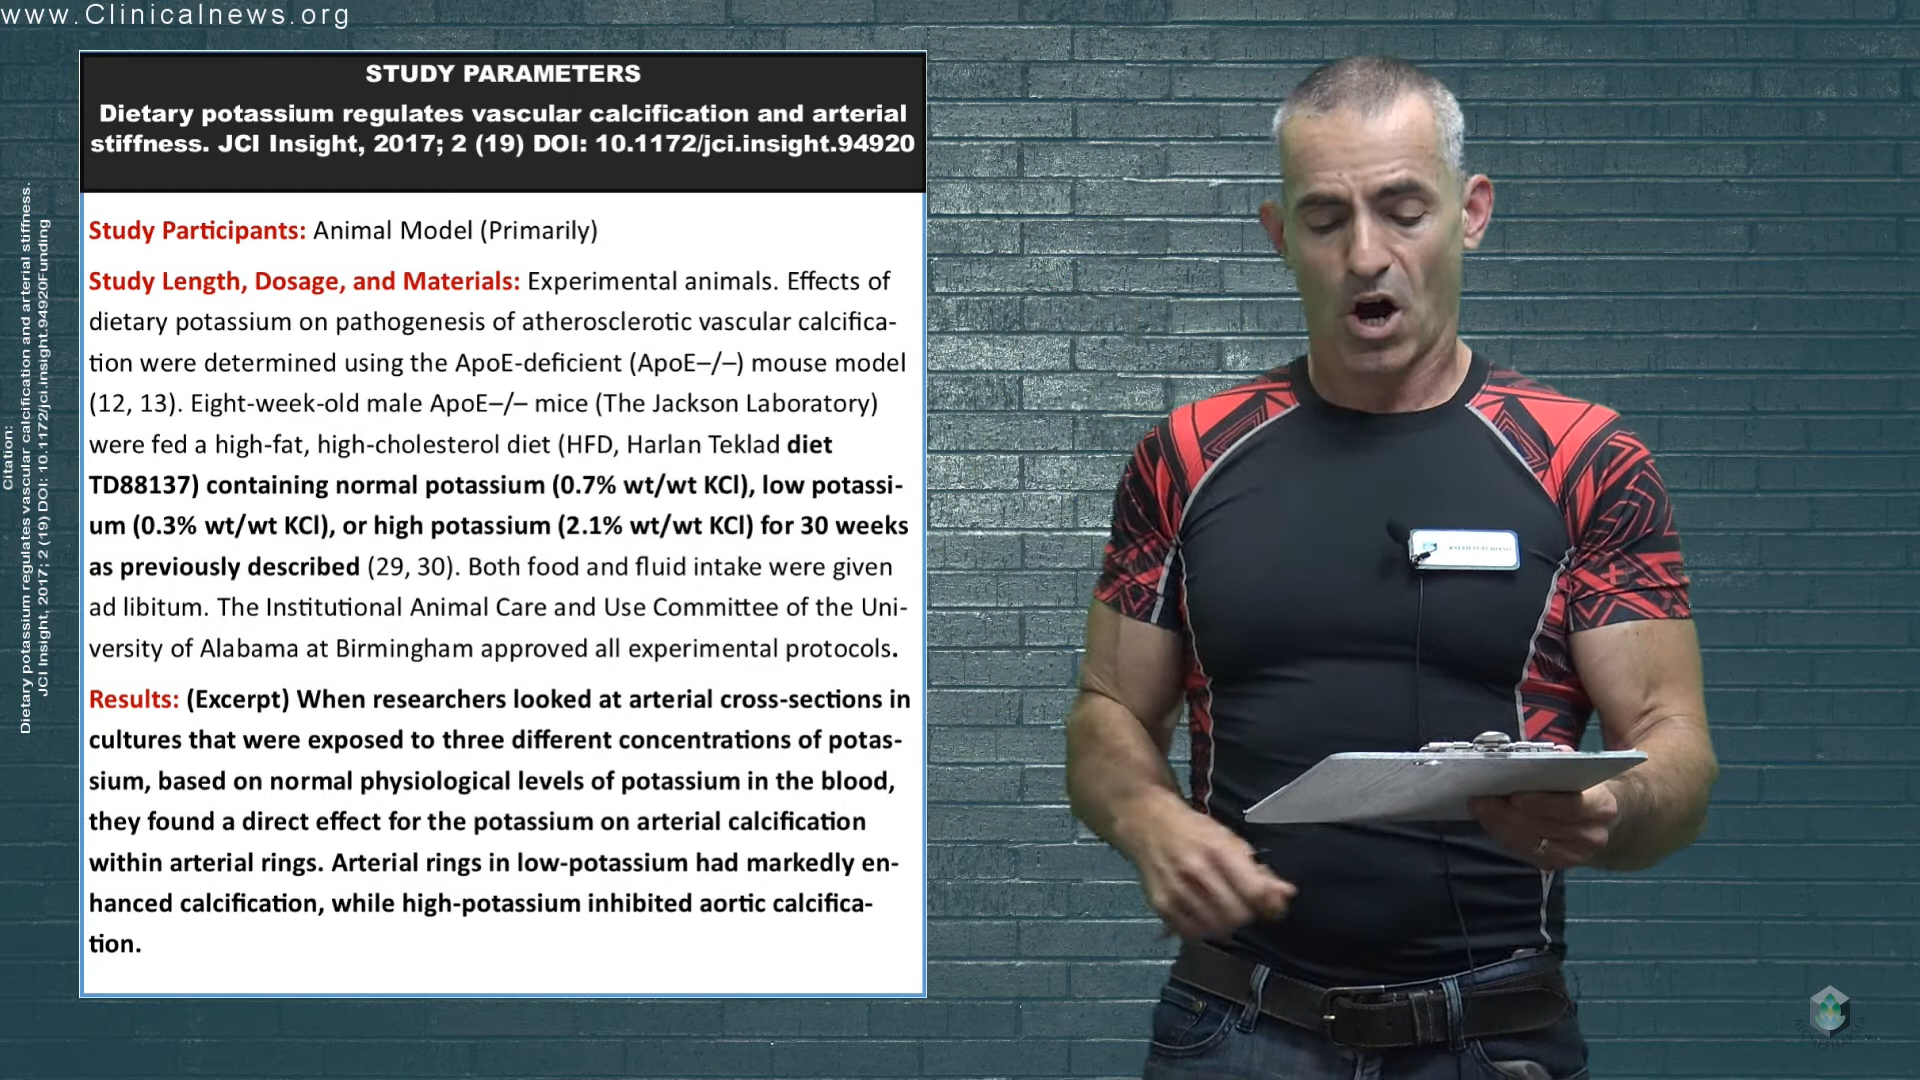 www.Clinicalnews.org
STUDY PARAMETERS
Dietary potassium regulates vascular calcification and arterial
stiffness. JCI Insight, 2017; 2 (19) DOI: 10.1172/jci.insight.94920
Study Participants: Animal Model (Primarily)
Study Length, Dosage, and Materials: Experimental animals. Effects of
dietary potassium on pathogenesis of atherosclerotic vascular calcifica-
tion were determined using the ApoE-deficient (ApoE–/–) mouse model
(12, 13). Eight-week-old male ApoE–/– mice (The Jackson Laboratory)
were fed a high-fat, high-cholesterol diet (HFD, Harlan Teklad diet
TD88137) containing normal potassium (0.7% wt/wt KCl), low potassi-
um (0.3% wt/wt KCl), or high potassium (2.1% wt/wt KCl) for 30 weeks
as previously described (29, 30). Both food and fluid intake were given
ad libitum. The Institutional Animal Care and Use Committee of the Uni-
versity of Alabama at Birmingham approved all experimental protocols.
Results: (Excerpt) When researchers looked at arterial cross-sections in
cultures that were exposed to three different concentrations of potas-
sium, based on normal physiological levels of potassium in the blood,
they found a direct effect for the potassium on arterial calcification
within arterial rings. Arterial rings in low-potassium had markedly en-
hanced calcification, while high-potassium inhibited aortic calcifica-
tion.
Citation:
Dietary potassium regulates vascular calcification and arterial stiffness.
JCI Insight, 2017; 2 (19) DOI: 10.1172/jci.insight.94920Funding